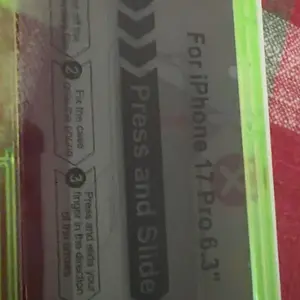 For iPhone 17 Pro 6.3"
Press and Slide
2
Fix the case
3
Press and slide your
finger in the direction
of the arrows